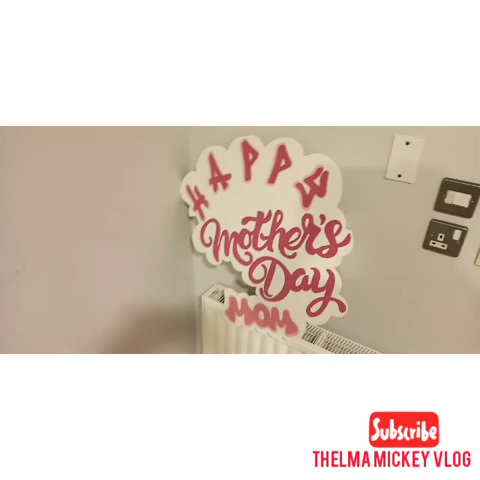 HAPPY
Mother's
Day
MOM
Subscribe
THELMA MICKEY VLOG